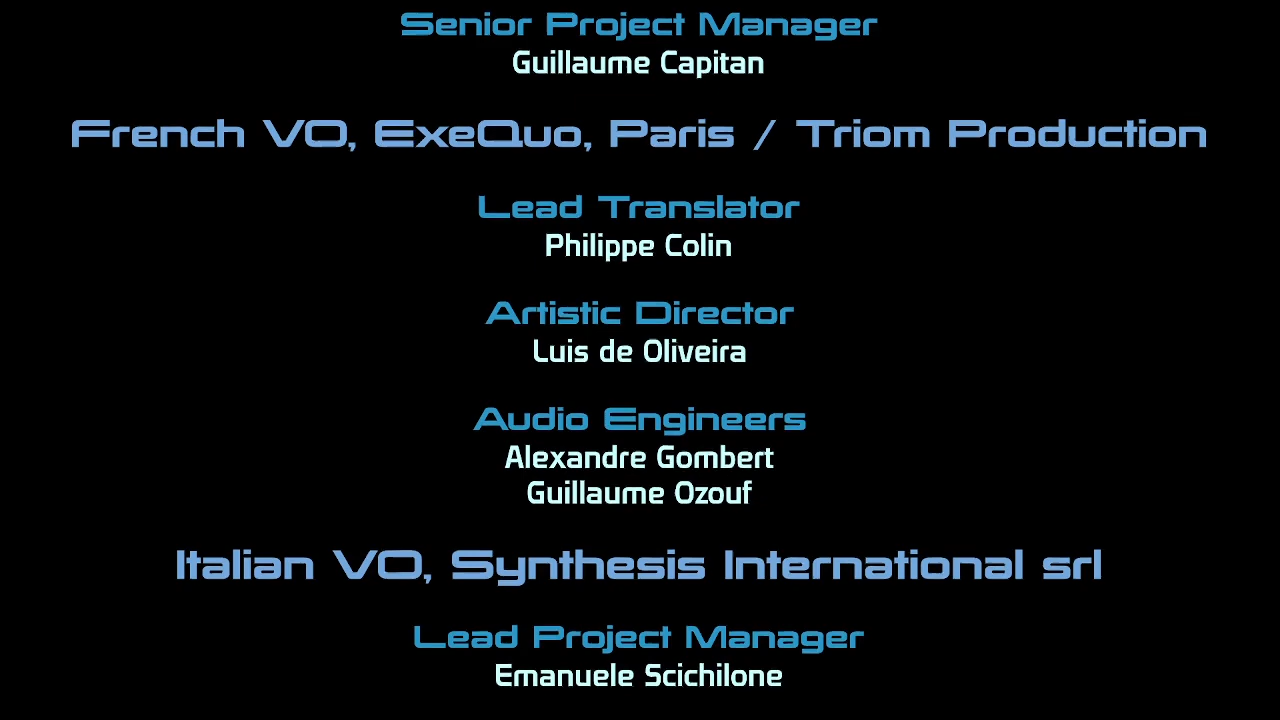 Senior Project Manager
Guillaume Capitan
French VO, ExeQuo, Paris / Triom Production
Lead Translator
Philippe Colin
Artistic Director
Luis de Oliveira
Audio Engineers
Alexandre Gombert
Guillaume Ozouf
Italian VO, Synthesis International srl
Lead Project Manager
Emanuele Scichilone